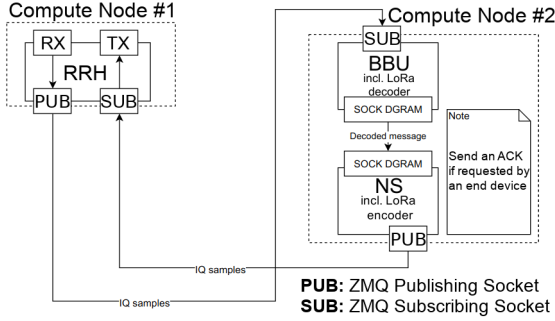 Compute Node #1
RX
TX
RRH
PUB
SUB
Compute Node #2
SUB
BBU
incl. LoRa
decoder
SOCK DGRAM
Decoded message
SOCK DGRAM
NS
incl. LoRa
encoder
PUB
Note
Send an ACK
if requested by
an end device
IQ samples
IQ samples
PUB: ZMQ Publishing Socket
SUB: ZMQ Subscribing Socket